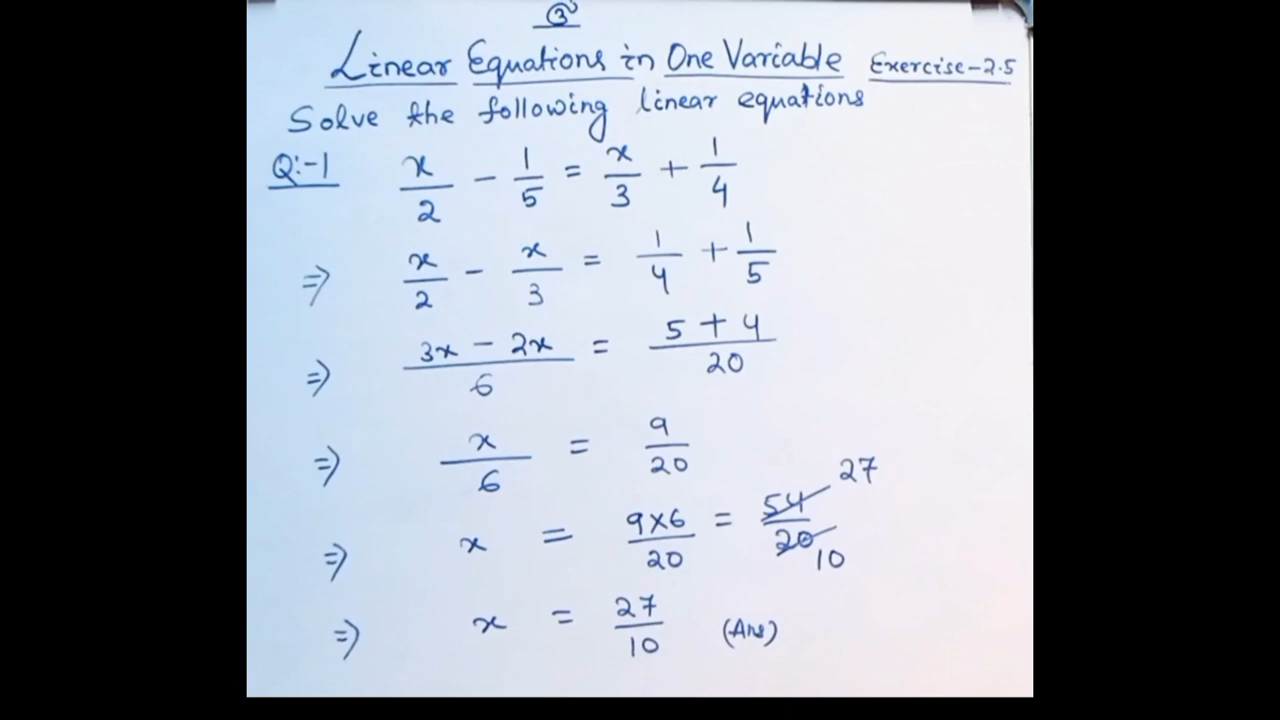 3
Linear Equations in One Variable Exercise-2.5
Solve the following linear equations
Q:-1 x/2 - 1/5 = x/3 + 1/4
⇒ x/2 - x/3 = 1/4 + 1/5
⇒ 3x - 2x/6 = 5 + 4/20
⇒ x/6 = 9/20
⇒ x = 9x6/20 = 54/20 27/10
⇒ x = 27/10 (Ans)